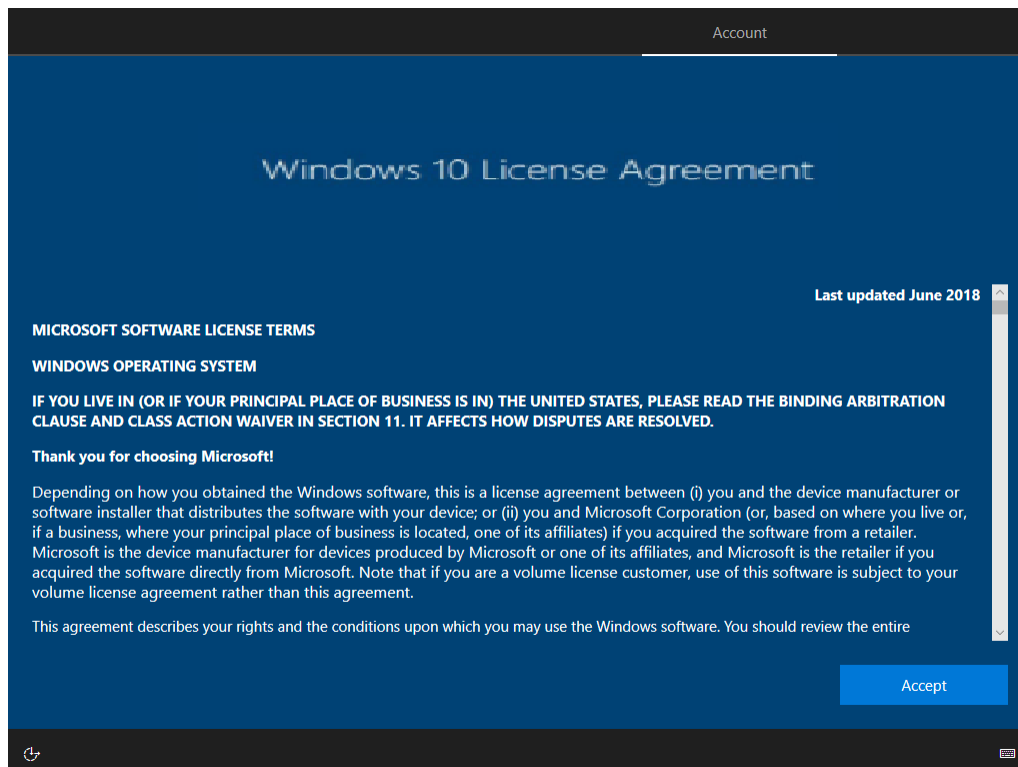 Account
Windows 10 License Agreement
Last updated June 2018
MICROSOFT SOFTWARE LICENSE TERMS
WINDOWS OPERATING SYSTEM
IF YOU LIVE IN (OR IF YOUR PRINCIPAL PLACE OF BUSINESS IS IN) THE UNITED STATES, PLEASE READ THE BINDING ARBITRATION
CLAUSE AND CLASS ACTION WAIVER IN SECTION 11. IT AFFECTS HOW DISPUTES ARE RESOLVED.
Thank you for choosing Microsoft!
Depending on how you obtained the Windows software, this is a license agreement between (i) you and the device manufacturer or
software installer that distributes the software with your device; or (ii) you and Microsoft Corporation (or, based on where you live or,
if a business, where your principal place of business is located, one of its affiliates) if you acquired the software from a retailer.
Microsoft is the device manufacturer for devices produced by Microsoft or one of its affiliates, and Microsoft is the retailer if you
acquired the software directly from Microsoft. Note that if you are a volume license customer, use of this software is subject to your
volume license agreement rather than this agreement.
This agreement describes your rights and the conditions upon which you may use the Windows software. You should review the entire
Accept